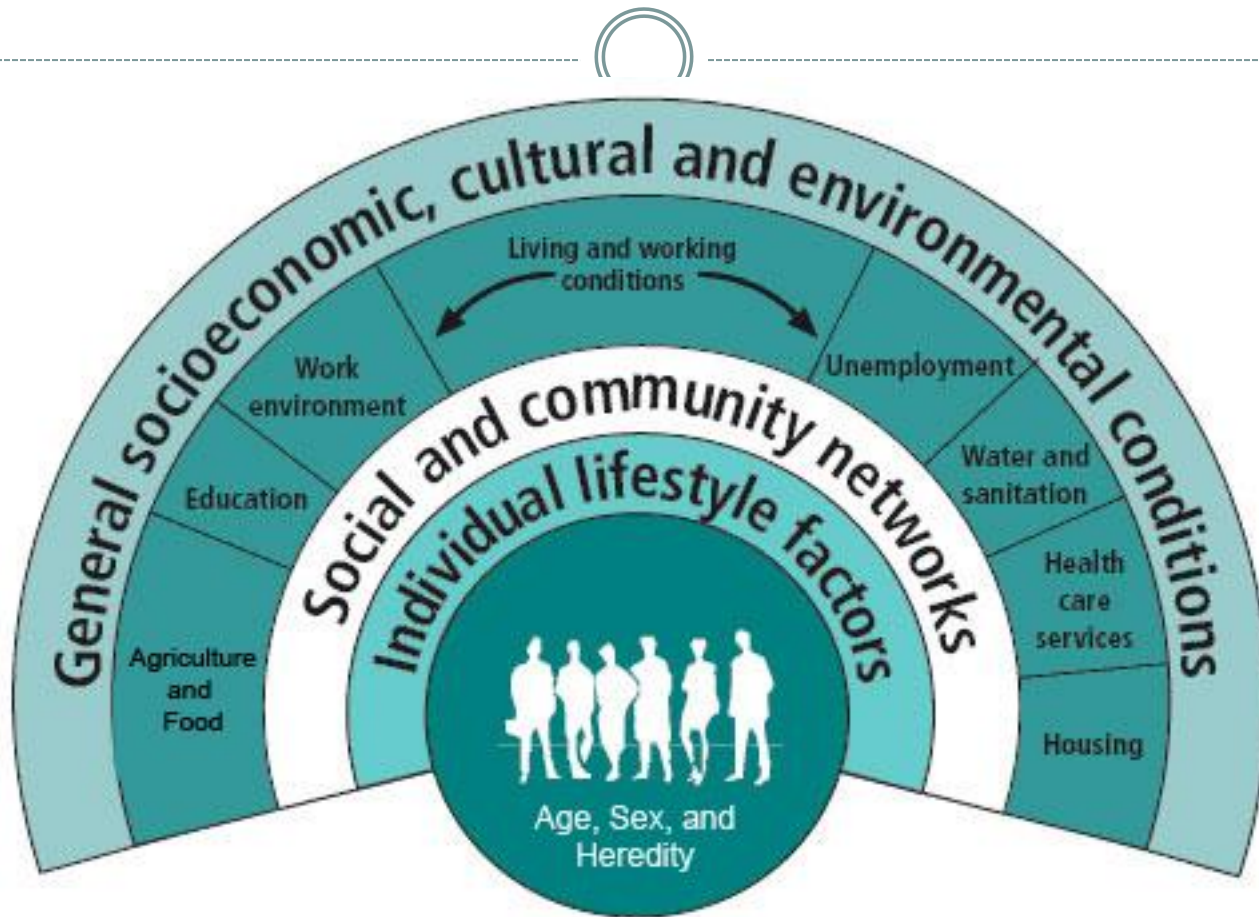 General socioeconomic, cultural and environmental conditions
Living and working
conditions
Work
environment
Unemployment
Education
Water and
sanitation
Agriculture
and
Food
Health
care
services
Housing
Social and community networks
Individual lifestyle factors
Age, Sex, and
Heredity